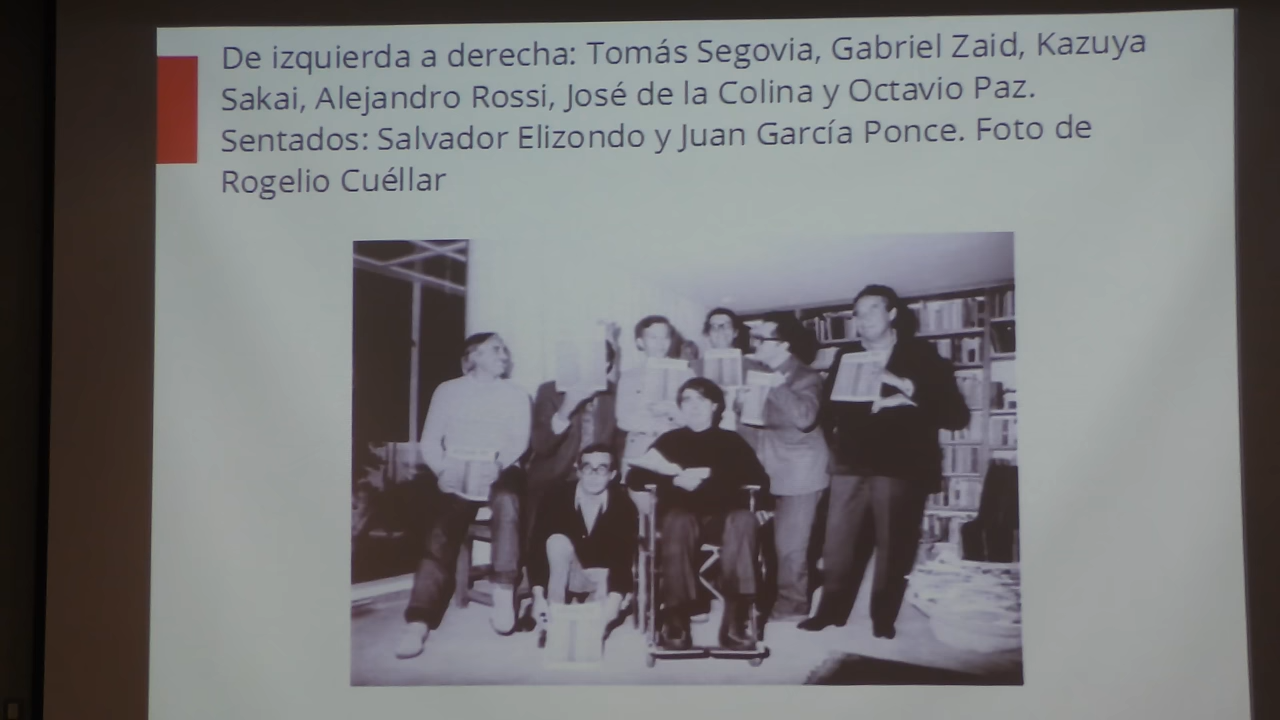 De izquierda a derecha: Tomás Segovia, Gabriel Zaid, Kazuya
Sakai, Alejandro Rossi, José de la Colina y Octavio Paz.
Sentados: Salvador Elizondo y Juan García Ponce. Foto de
Rogelio Cuéllar